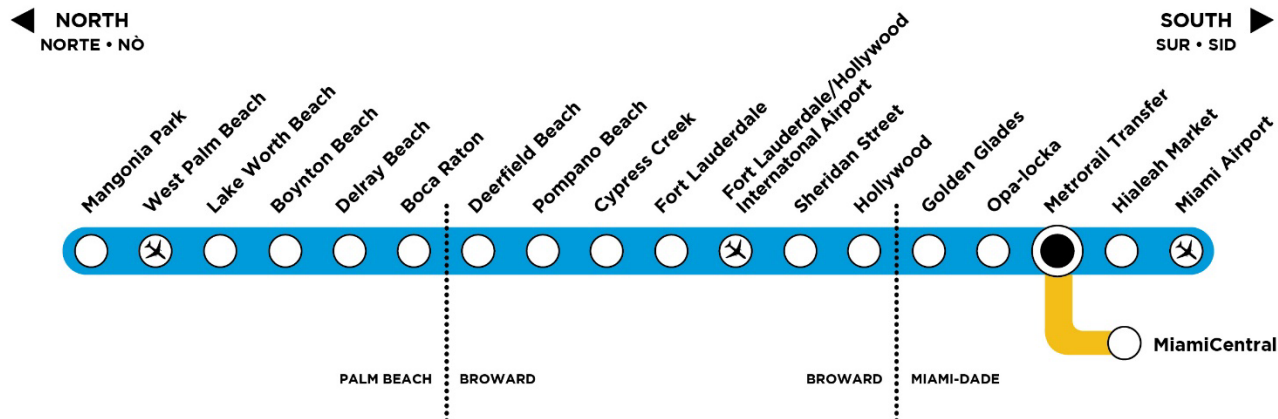 NORTH
NORTE • NÒ
SOUTH
SUR • SID
Mangonia Park
West Palm Beach
Lake Worth Beach
Boynton Beach
Delray Beach
Boca Raton
Deerfield Beach
Pompano Beach
Cypress Creek
Fort Lauderdale
Fort Lauderdale/Hollywood
Internatonal Airport
Sheridan Street
Hollywood
Golden Glades
Opa-locka
Metrorail Transfer
Hialeah Market
Miami Airport
MiamiCentral
PALM BEACH
BROWARD
BROWARD
MIAMI-DADE